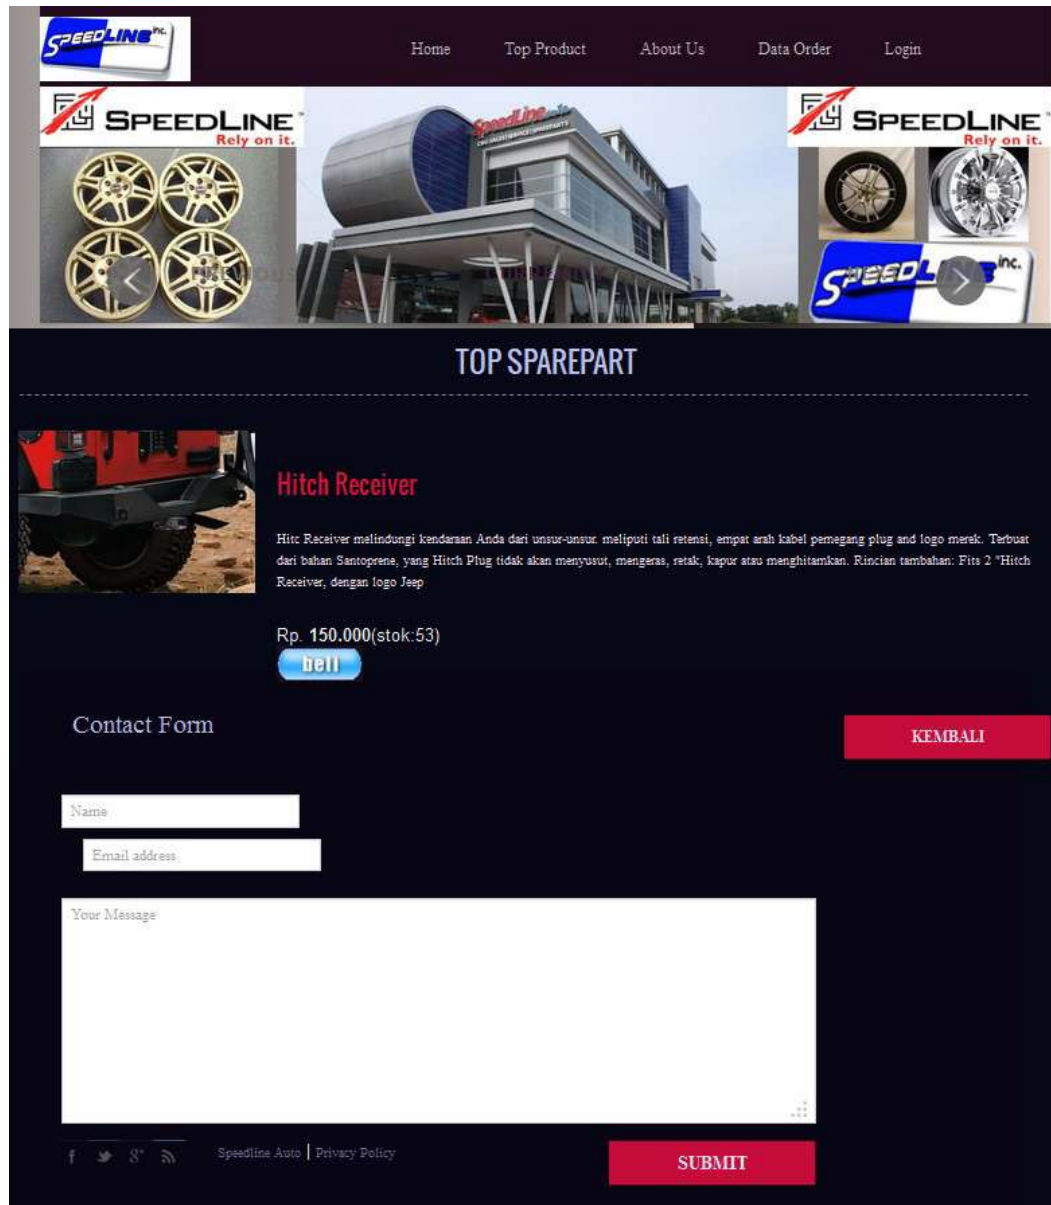 SPEEDLINE inc.
Home Top Product About Us Data Order Login
SPEEDLINE
Rely on it.
SpeedLine
SPEEDLINE
Rely on it.
SPEEDLINE inc.
TOP SPAREPART
Hitch Receiver
Hitc Receiver melindungi kendaraan Anda dari unsur-unsur. meliputi tali retensi, empat arah kabel pemegang plug and logo merek. Terbuat
dari bahan Santoprene, yang Hitch Plug tidak akan menyusut, mengeras, retak, kapur atau menghitamkan. Rincian tambahan: Fits 2 "Hitch
Receiver, dengan logo Jeep
Rp. 150.000(stok:53)
beli
Contact Form
KEMBALI
Name
Email address
Your Message
Speedline Auto | Privacy Policy
SUBMIT